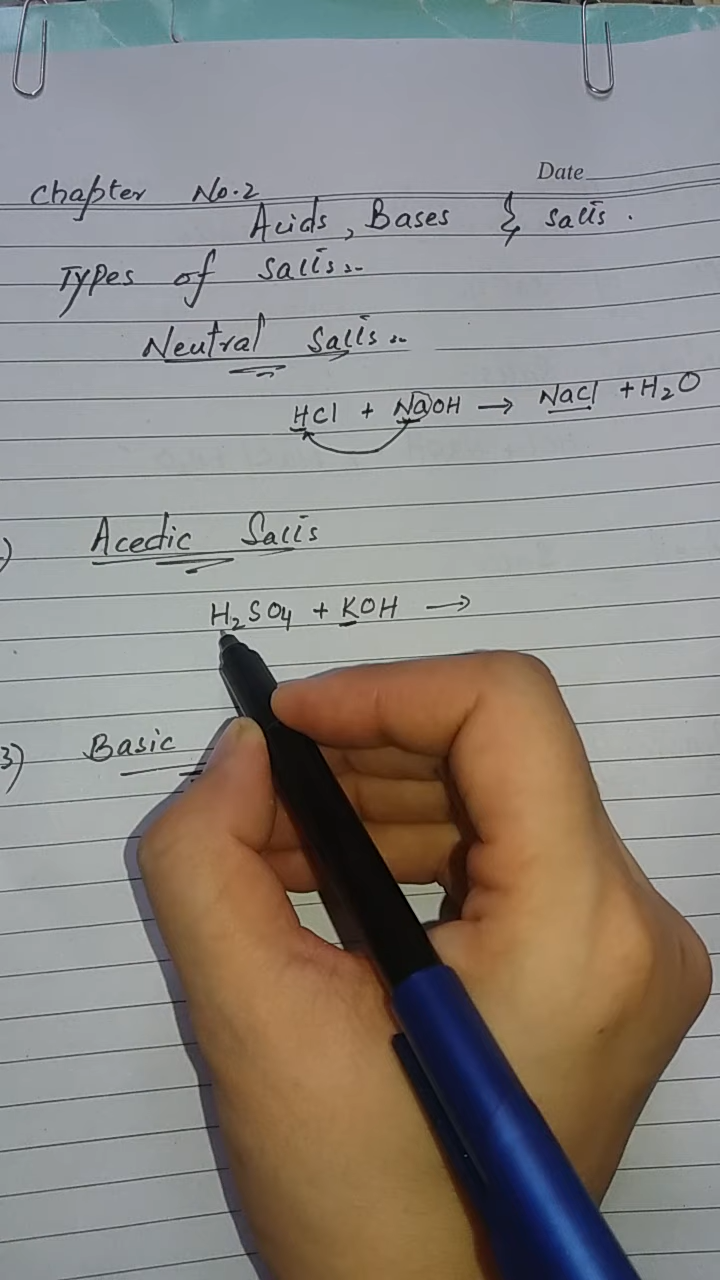 Date
Chapter No.2
Acids, Bases & Salts.
Types of Salts:-
Neutral Salts:-
HCl + NaOH → NaCl + H₂O
) Acedic Salts
H₂SO₄ + KOH →
3) Basic